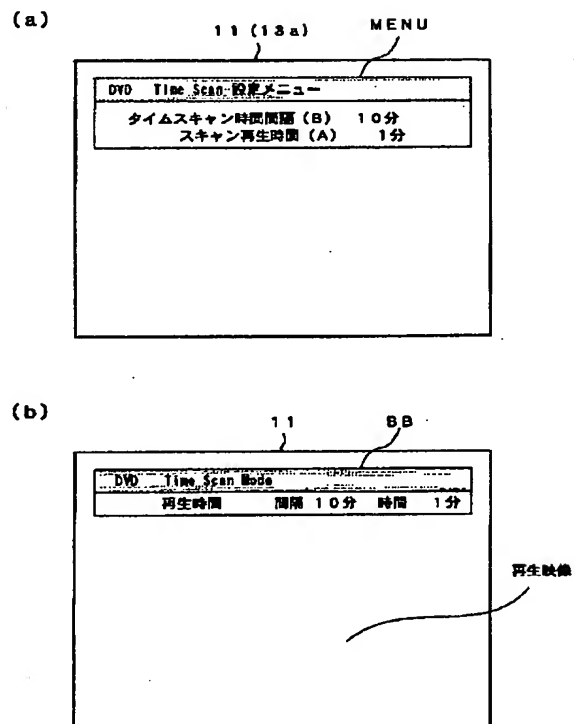 (a)
11(13a) MENU
DVD Time Scan 設定メニュー
タイムスキャン時間間隔(B) 10分
スキャン再生時間(A) 1分
(b)
11 BB
DVD Time Scan Mode
再生時間 間隔 10分 時間 1分
再生映像